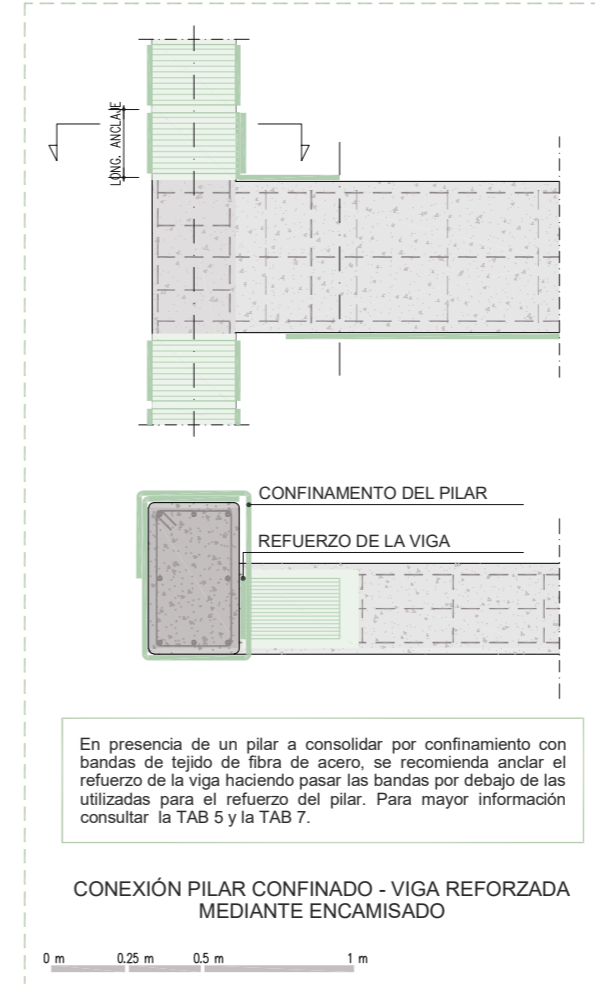 LONG. ANCLAJE
CONFINAMENTO DEL PILAR
REFUERZO DE LA VIGA
En presencia de un pilar a consolidar por confinamiento con
bandas de tejido de fibra de acero, se recomienda anclar el
refuerzo de la viga haciendo pasar las bandas por debajo de las
utilizadas para el refuerzo del pilar. Para mayor información
consultar la TAB 5 y la TAB 7.
CONEXIÓN PILAR CONFINADO - VIGA REFORZADA
MEDIANTE ENCAMISADO
0 m 0.25 m 0.5 m 1 m